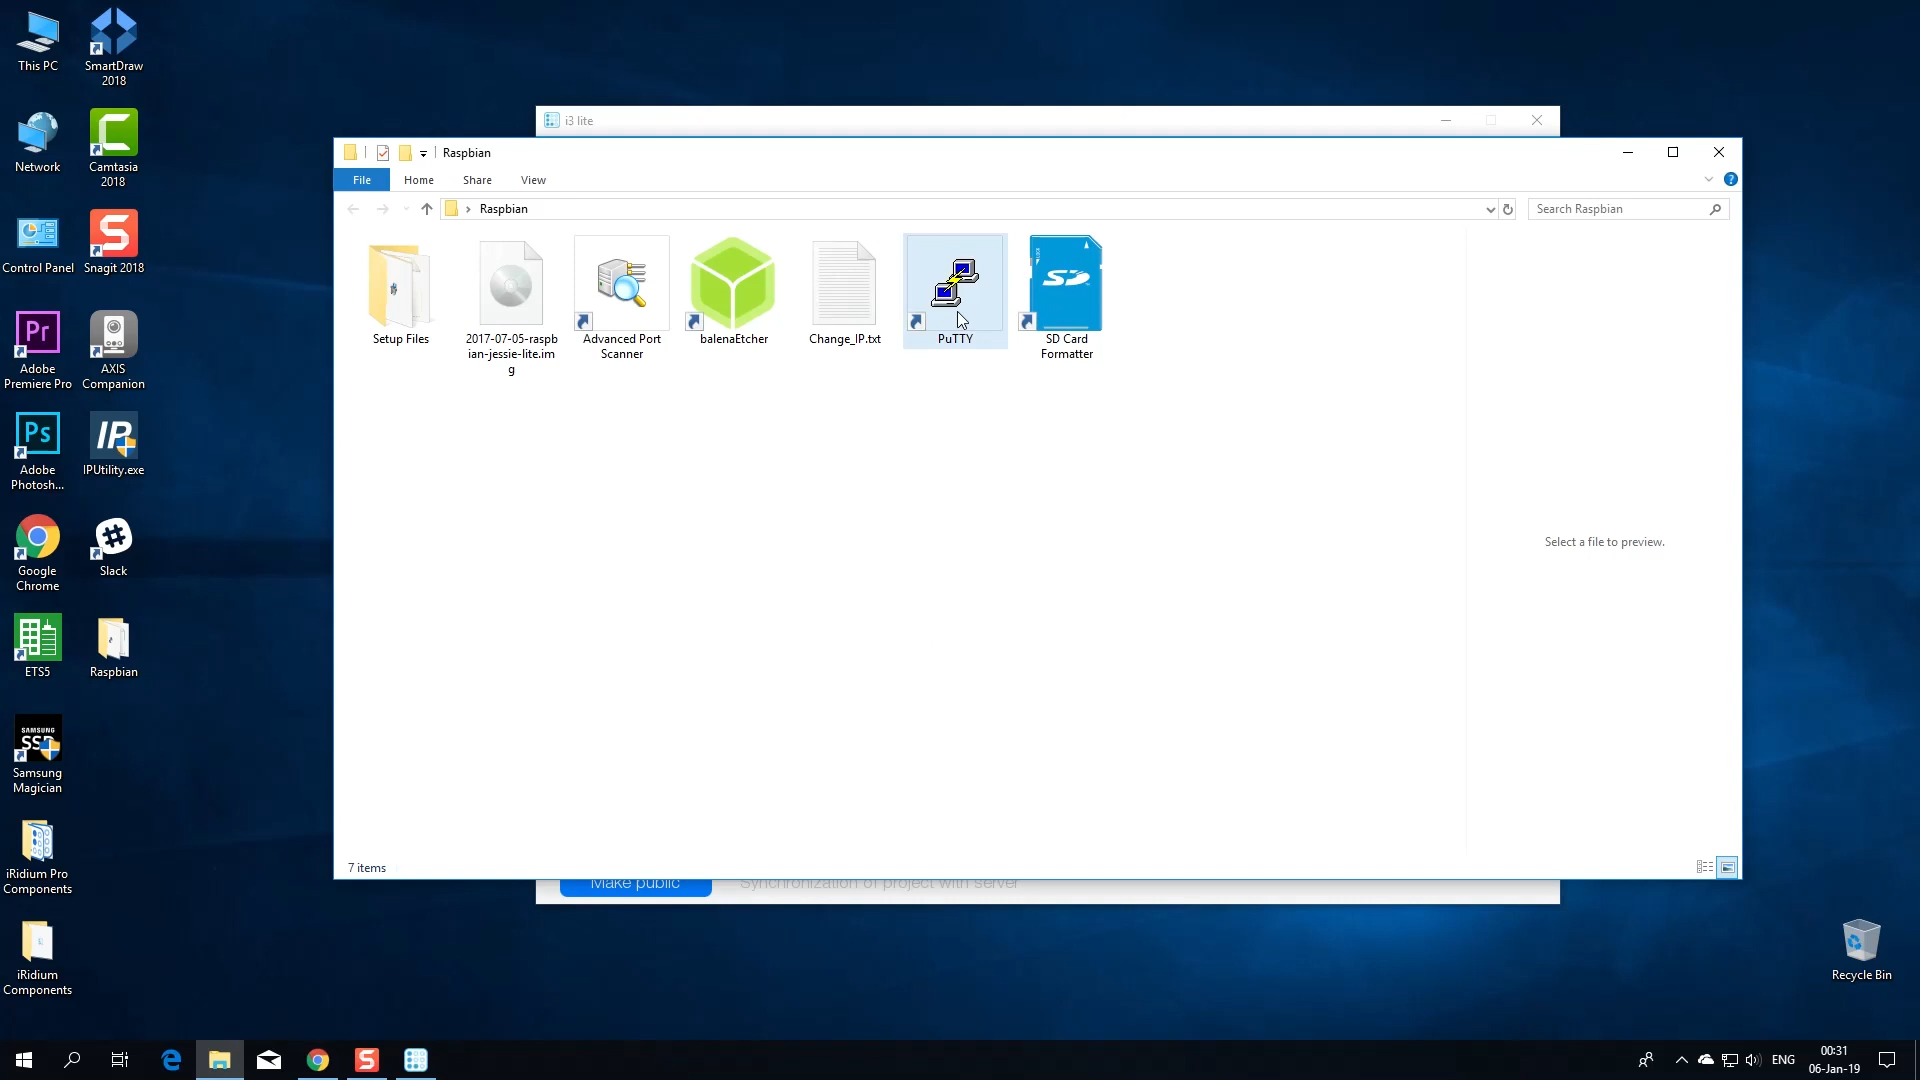 This PC
SmartDraw
2018
Network
Camtasia
2018
Control Panel
Snagit 2018
Adobe
Premiere Pro
AXIS
Companion
Adobe
Photosh...
IPUtility.exe
Google
Chrome
Slack
ETS5
Raspbian
SAMSUNG
SSD
Samsung
Magician
iRidium Pro
Components
iRidium
Components
i3 lite
Raspbian
File
Home
Share
View
Raspbian
Search Raspbian
Setup Files
2017-07-05-raspb
ian-jessie-lite.im
g
Advanced Port
Scanner
balenaEtcher
Change_IP.txt
PuTTY
SD Card
Formatter
Select a file to preview.
7 items
Make public
Synchronization of project with server
Recycle Bin
ENG
00:31
06-Jan-19